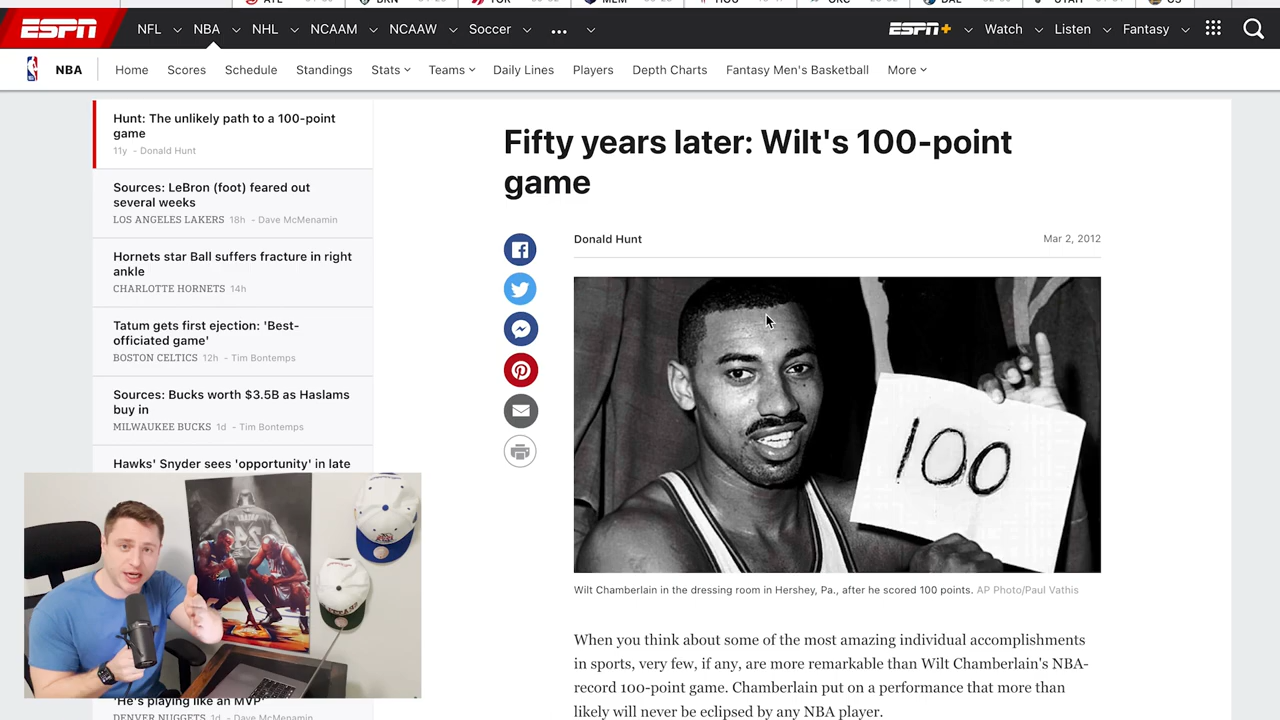 ESPN
NFL
NBA
NHL
NCAAM
NCAAW
Soccer
...
ESPN+
Watch
Listen
Fantasy
NBA
Home
Scores
Schedule
Standings
Stats
Teams
Daily Lines
Players
Depth Charts
Fantasy Men's Basketball
More
Hunt: The unlikely path to a 100-point
game
11y - Donald Hunt
Sources: LeBron (foot) feared out
several weeks
LOS ANGELES LAKERS 18h - Dave McMenamin
Hornets star Ball suffers fracture in right
ankle
CHARLOTTE HORNETS 14h
Tatum gets first ejection: 'Best-
officiated game'
BOSTON CELTICS 12h - Tim Bontemps
Sources: Bucks worth $3.5B as Haslams
buy in
MILWAUKEE BUCKS 1d - Tim Bontemps
Hawks' Snyder sees 'opportunity' in late
'He's playing like an MVP'
DENVER NUGGETS 1d - Dave McMenamin
Fifty years later: Wilt's 100-point
game
Donald Hunt
Mar 2, 2012
100
Wilt Chamberlain in the dressing room in Hershey, Pa., after he scored 100 points. AP Photo/Paul Vathis
When you think about some of the most amazing individual accomplishments
in sports, very few, if any, are more remarkable than Wilt Chamberlain's NBA-
record 100-point game. Chamberlain put on a performance that more than
likely will never be eclipsed by any NBA player.